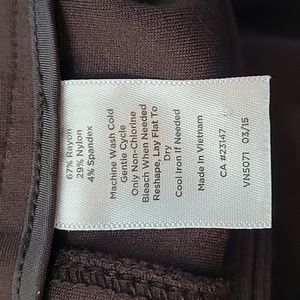 67% Rayon
29% Nylon
4% Spandex
Machine Wash Cold
Gentle Cycle
Only Non-Chlorine
Bleach When Needed
Reshape, Lay Flat To
Dry
Cool Iron If Needed
Made In Vietnam
CA #23147
VN5071 03/15